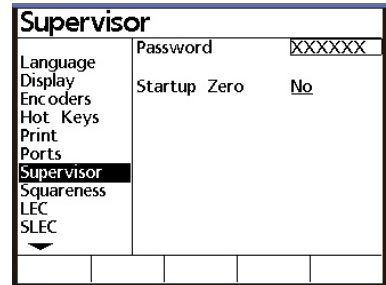 Supervisor
Password XXXXXX
Startup Zero No
Language
Display
Encoders
Hot Keys
Print
Ports
Supervisor
Squareness
LEC
SLEC